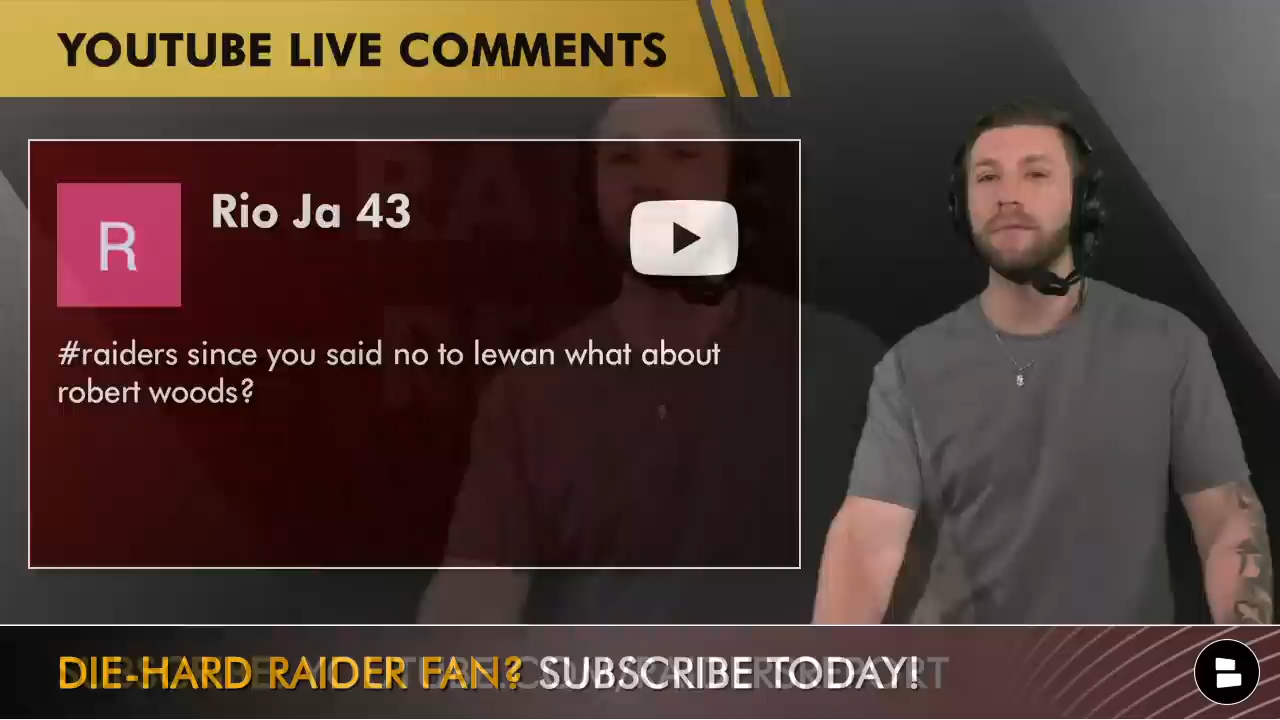 YOUTUBE LIVE COMMENTS
R
Rio Ja 43
#raiders since you said no to lewan what about
robert woods?
DIE-HARD RAIDER FAN? SUBSCRIBE TODAY!